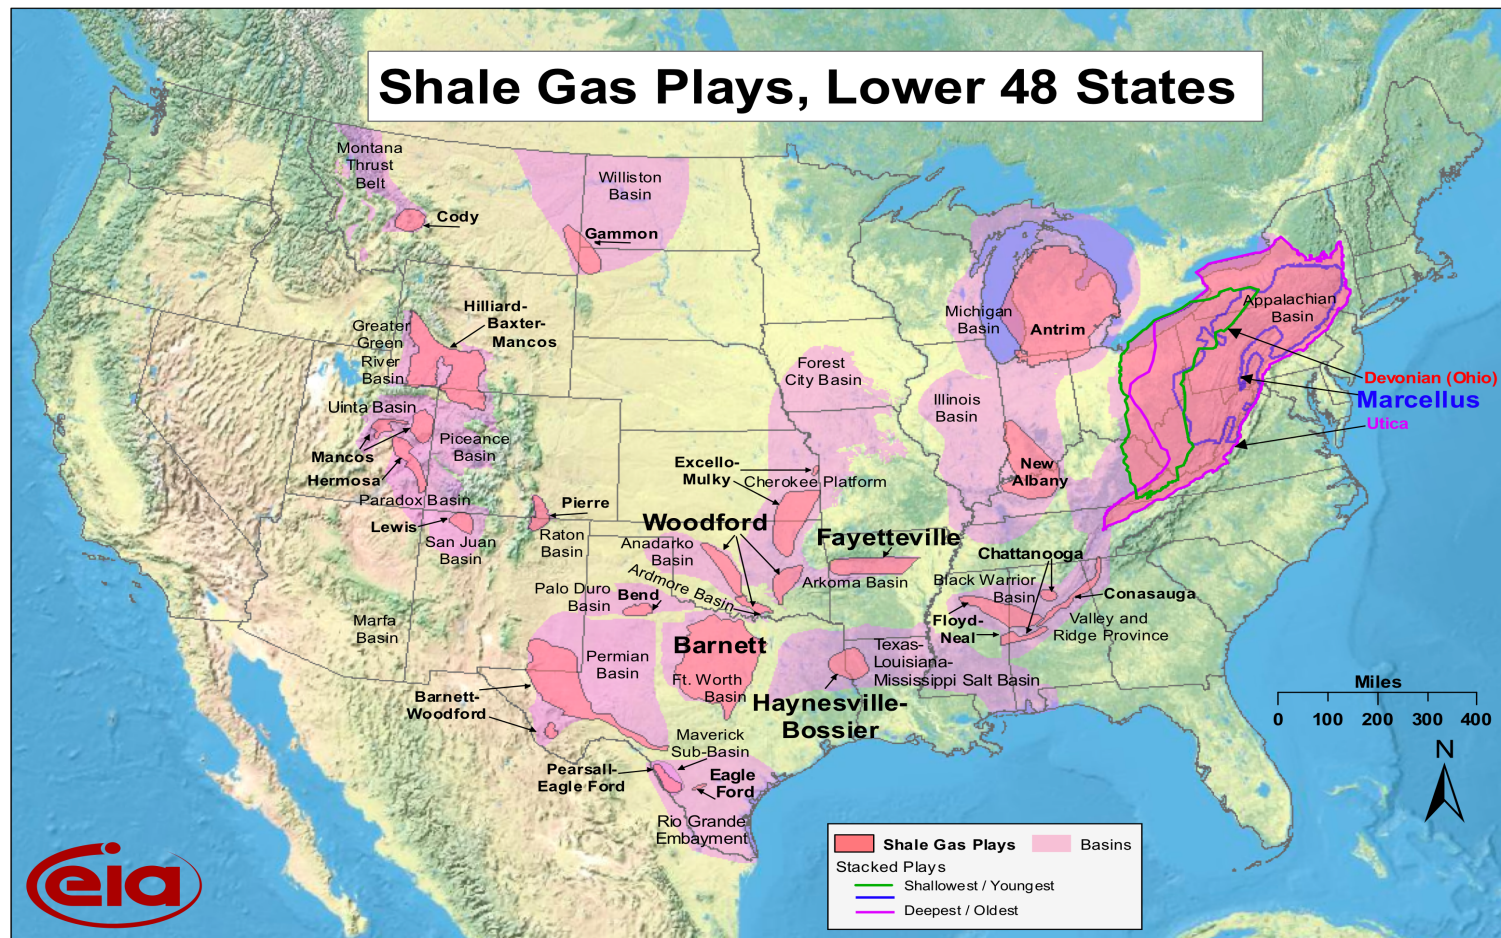 Shale Gas Plays, Lower 48 States
Montana
Thrust
Belt
Cody
Williston
Basin
Gammon
Hilliard-
Baxter-
Mancos
Greater
Green
River
Basin
Uinta Basin
Mancos
Piceance
Basin
Hermosa
Paradox Basin
Lewis
San Juan
Basin
Pierre
Raton
Basin
Michigan
Basin
Antrim
Forest
City Basin
Illinois
Basin
New
Albany
Appalachian
Basin
Devonian (Ohio)
Marcellus
Utica
Excello-
Mulky
Cherokee Platform
Woodford
Anadarko
Basin
Ardmore Basin
Fayetteville
Arkoma Basin
Palo Duro
Basin
Bend
Chattanooga
Black Warrior
Basin
Conasauga
Floyd-
Neal
Valley and
Ridge Province
Marfa
Basin
Permian
Basin
Barnett
Ft. Worth
Basin
Texas-
Louisiana-
Mississippi Salt Basin
Haynesville-
Bossier
Barnett-
Woodford
Maverick
Sub-Basin
Pearsall-
Eagle Ford
Eagle
Ford
Rio Grande
Embayment
Miles
0 100 200 300 400
N
Shale Gas Plays
Basins
Stacked Plays
Shallowest / Youngest
Deepest / Oldest
eia